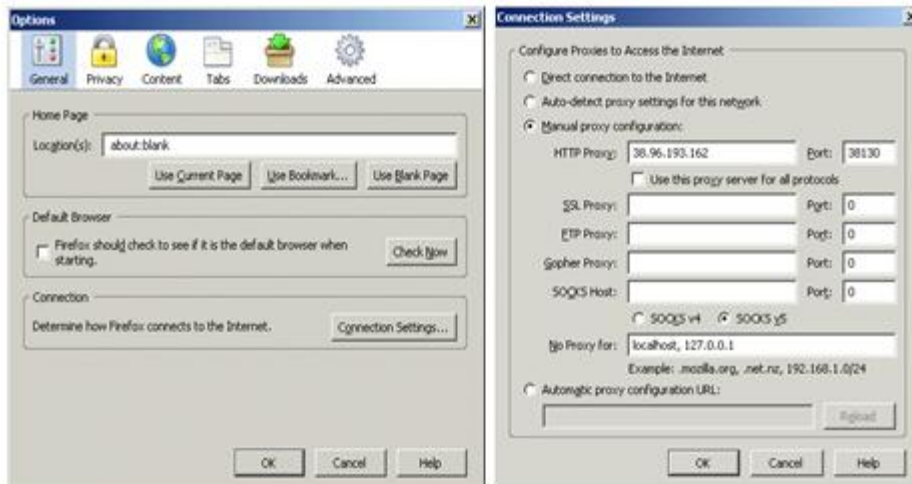 Options
General Privacy Content Tabs Downloads Advanced
Home Page
Location(s): about:blank
Use Current Page Use Bookmark... Use Blank Page
Default Browser
Firefox should check to see if it is the default browser when
starting.
Check Now
Connection
Determine how Firefox connects to the Internet. Connection Settings...
OK Cancel Help
Connection Settings
Configure Proxies to Access the Internet
Direct connection to the Internet
Auto-detect proxy settings for this network
Manual proxy configuration:
HTTP Proxy: 38.96.193.162 Port: 38130
Use this proxy server for all protocols
SSL Proxy: Port: 0
FTP Proxy: Port: 0
Gopher Proxy: Port: 0
SOCKS Host: Port: 0
SOCKS v4 SOCKS v5
No Proxy for: localhost, 127.0.0.1
Example: .mozilla.org, .net.nz, 192.168.1.0/24
Automatic proxy configuration URL:
Reload
OK Cancel Help